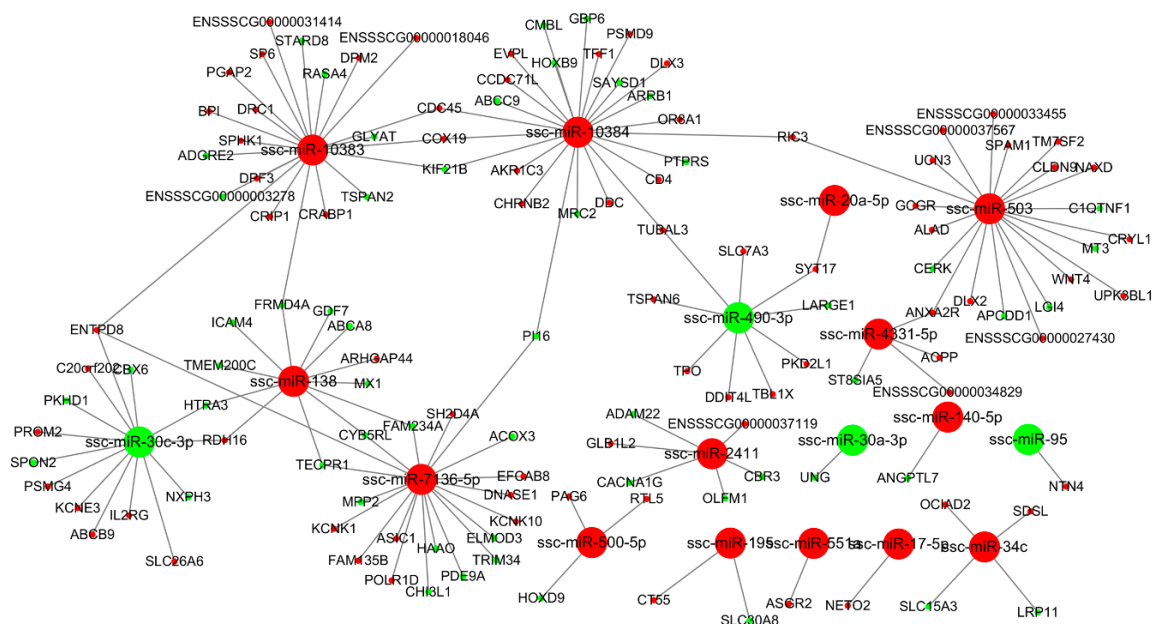 ENSSSCG00000031414
STARD8
ENSSSCG00000018046
SP6
DPM2
PGAP2
RASA4
DRC1
BPI
SPHK1
GLYAT
ssc-miR-10383
ADGRE2
DPF3
ENSSSCG00000003278
TSPAN2
CRIP1
CRABP1
CDC45
COX19
KIF21B
CMBL
GBP6
PSMD9
EVPL
TFF1
HOXB9
DLX3
CCDC71L
SAYSD1
ABCC9
ARRB1
OR3A1
ssc-miR-10384
PTPRS
AKR1C3
CD4
CHRNB2
DDC
MRC2
TUBAL3
RIC3
ENSSSCG00000033455
ENSSSCG00000037567
SPAM1
TM7SF2
UCN3
CLDN9
NAXD
ssc-miR-20a-5p
GCGR
ssc-miR-503
C1QTNF1
ALAD
CRYL1
MT3
CERK
WNT4
UPK3BL1
DLX2
LGI4
ANXA2R
APCDD1
ENSSSCG00000027430
SLC7A3
SYT17
TSPAN6
LARGE1
ssc-miR-490-3p
PKD2L1
TPO
DDIT4L
TBL1X
ssc-miR-4331-5p
ACPP
ST8SIA5
ENSSSCG00000034829
FRMD4A
GDF7
ICAM4
ABCA8
ENTPD8
ARHGAP44
PI16
C20orf202
CBX6
TMEM200C
ssc-miR-138
MX1
PKHD1
HTRA3
SH2D4A
PROM2
ssc-miR-30c-3p
RDH16
CYB5RL
FAM234A
ACOX3
SPON2
TECPR1
PSMG4
NXPH3
ssc-miR-7136-5p
EFCAB8
KCNE3
IL2RG
MPP2
DNASE1
ABCB9
KCNK1
ASIC1
KCNK10
SLC26A6
FAM135B
HAAO
ELMOD3
TRIM34
POLR1D
PDE9A
CHI3L1
ADAM22
ENSSSCG00000037119
GLB1L2
ssc-miR-2411
CACNA1G
CBR3
OLFM1
ssc-miR-30a-3p
UNG
ssc-miR-140-5p
ANGPTL7
ssc-miR-95
NTN4
PAG6
RTL5
ssc-miR-500-5p
HOXD9
ssc-miR-195
CT55
SLC30A8
ssc-miR-551a
ASCR2
ssc-miR-17-5p
NETO2
OCIAD2
SDSL
ssc-miR-34c
SLC15A3
LRP11